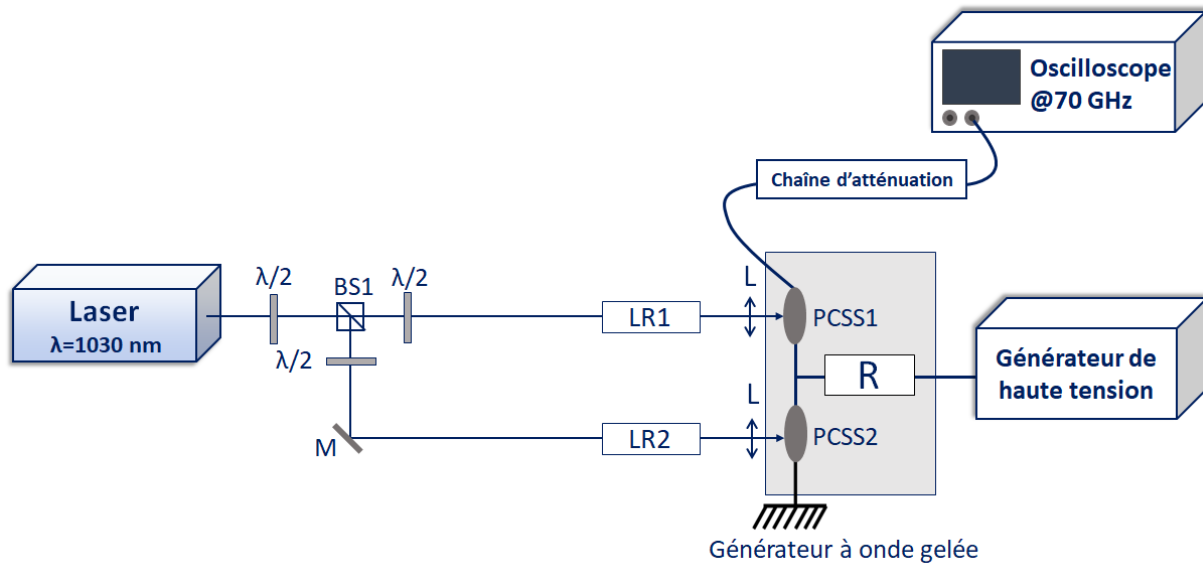 Oscilloscope
@70 GHz
Chaîne d'atténuation
λ/2
BS1
λ/2
Laser
λ=1030 nm
λ/2
LR1
L
PCSS1
R
Générateur de
haute tension
M
LR2
L
PCSS2
Générateur à onde gelée